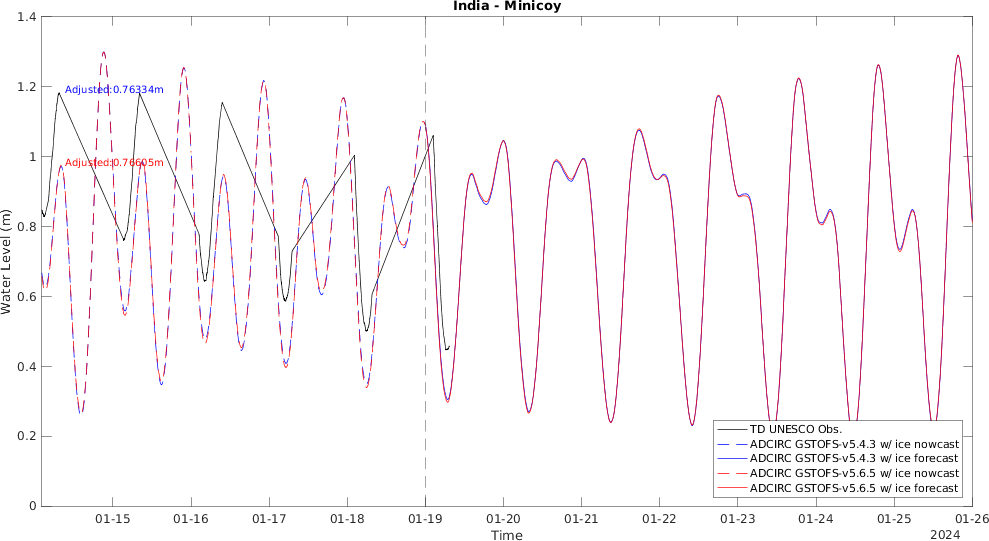 India - Minicoy
1.4
1.2
1
0.8
0.6
0.4
0.2
0
Water Level (m)
Adjusted:0.76334m
Adjusted:0.76605m
TD UNESCO Obs.
ADCIRC GSTOFS-v5.4.3 w/ ice nowcast
ADCIRC GSTOFS-v5.4.3 w/ ice forecast
ADCIRC GSTOFS-v5.6.5 w/ ice nowcast
ADCIRC GSTOFS-v5.6.5 w/ ice forecast
01-15 01-16 01-17 01-18 01-19 01-20 01-21 01-22 01-23 01-24 01-25 01-26
Time
2024